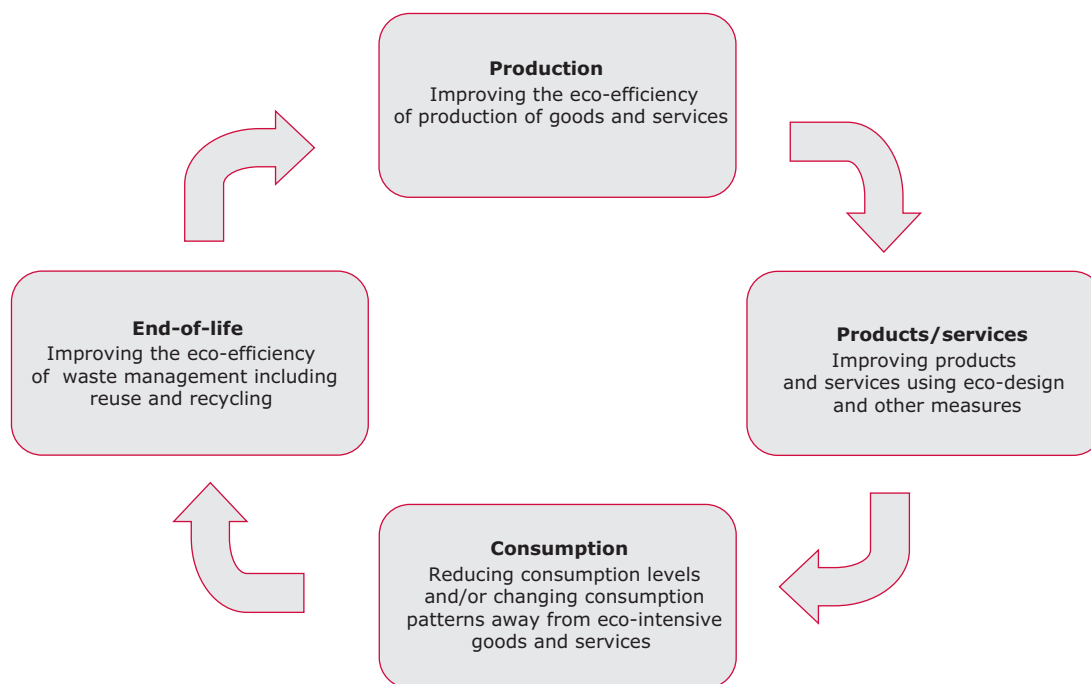 Production
Improving the eco-efficiency
of production of goods and services
End-of-life
Improving the eco-efficiency
of waste management including
reuse and recycling
Products/services
Improving products
and services using eco-design
and other measures
Consumption
Reducing consumption levels
and/or changing consumption
patterns away from eco-intensive
goods and services